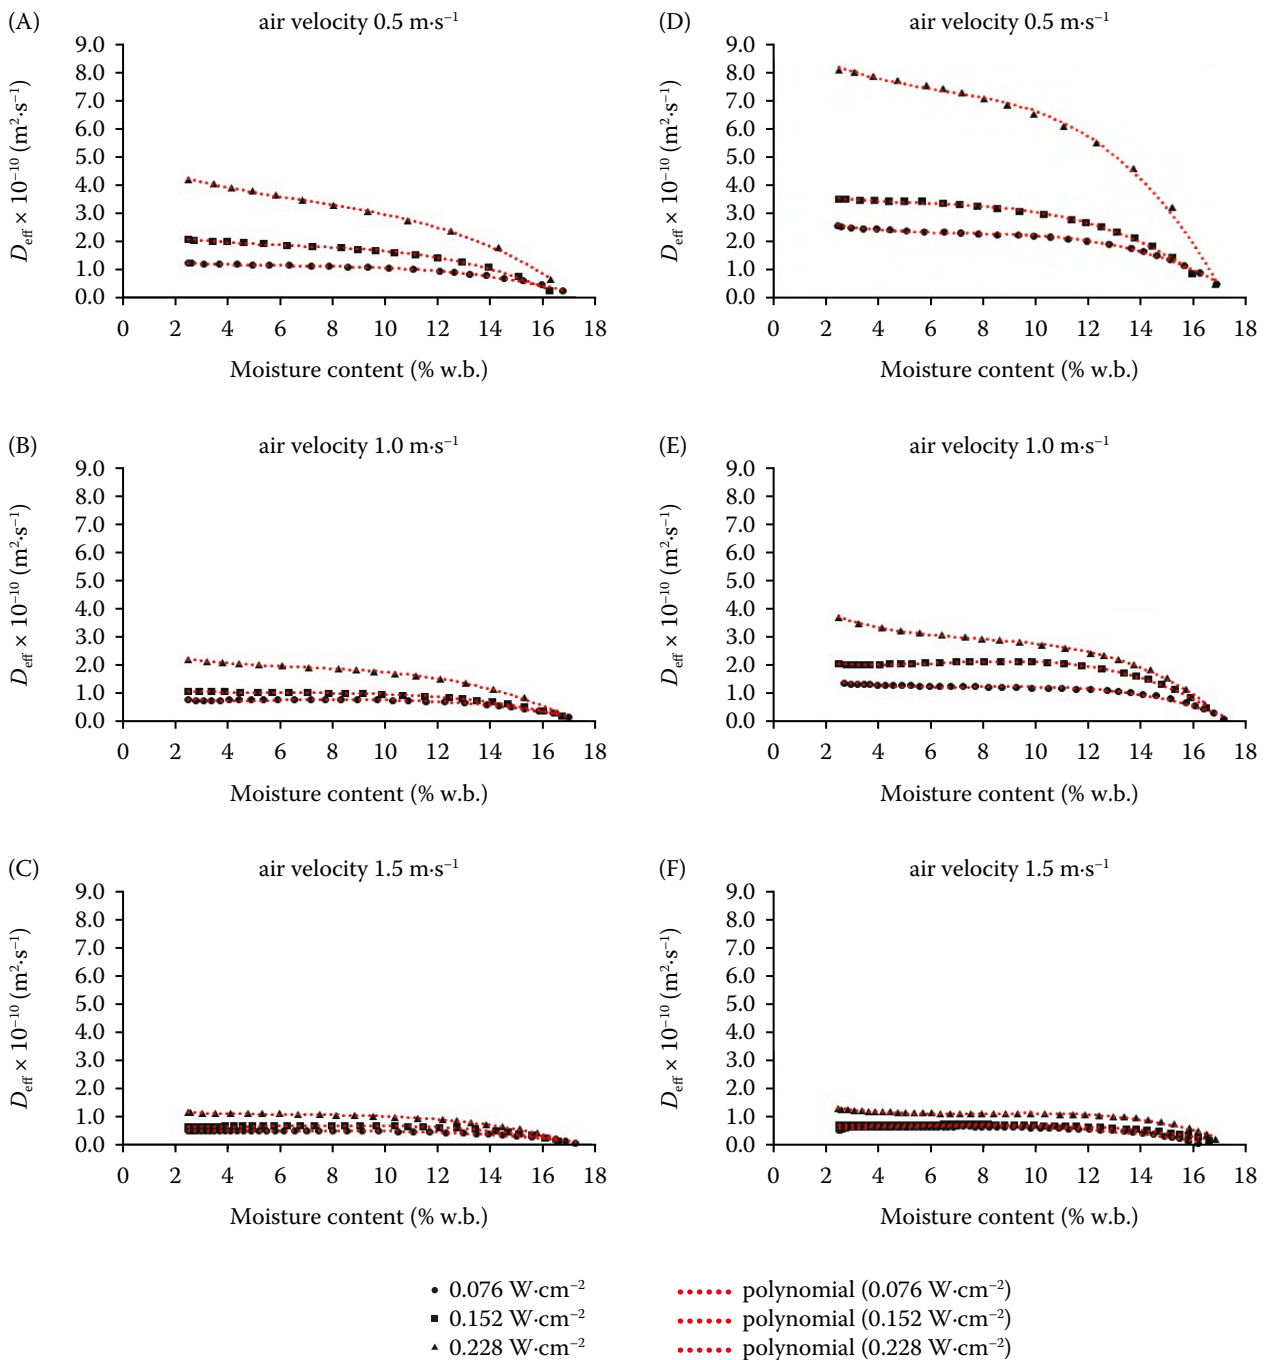 (A) air velocity 0.5 m·s⁻¹
9.0
8.0
7.0
6.0
5.0
4.0
3.0
2.0
1.0
0.0
D_eff × 10⁻¹⁰ (m²·s⁻¹)
0 2 4 6 8 10 12 14 16 18
Moisture content (% w.b.)
(D) air velocity 0.5 m·s⁻¹
9.0
8.0
7.0
6.0
5.0
4.0
3.0
2.0
1.0
0.0
D_eff × 10⁻¹⁰ (m²·s⁻¹)
0 2 4 6 8 10 12 14 16 18
Moisture content (% w.b.)
(B) air velocity 1.0 m·s⁻¹
9.0
8.0
7.0
6.0
5.0
4.0
3.0
2.0
1.0
0.0
D_eff × 10⁻¹⁰ (m²·s⁻¹)
0 2 4 6 8 10 12 14 16 18
Moisture content (% w.b.)
(E) air velocity 1.0 m·s⁻¹
9.0
8.0
7.0
6.0
5.0
4.0
3.0
2.0
1.0
0.0
D_eff × 10⁻¹⁰ (m²·s⁻¹)
0 2 4 6 8 10 12 14 16 18
Moisture content (% w.b.)
(C) air velocity 1.5 m·s⁻¹
9.0
8.0
7.0
6.0
5.0
4.0
3.0
2.0
1.0
0.0
D_eff × 10⁻¹⁰ (m²·s⁻¹)
0 2 4 6 8 10 12 14 16 18
Moisture content (% w.b.)
(F) air velocity 1.5 m·s⁻¹
9.0
8.0
7.0
6.0
5.0
4.0
3.0
2.0
1.0
0.0
D_eff × 10⁻¹⁰ (m²·s⁻¹)
0 2 4 6 8 10 12 14 16 18
Moisture content (% w.b.)
0.076 W·cm⁻² polynomial (0.076 W·cm⁻²)
0.152 W·cm⁻² polynomial (0.152 W·cm⁻²)
0.228 W·cm⁻² polynomial (0.228 W·cm⁻²)